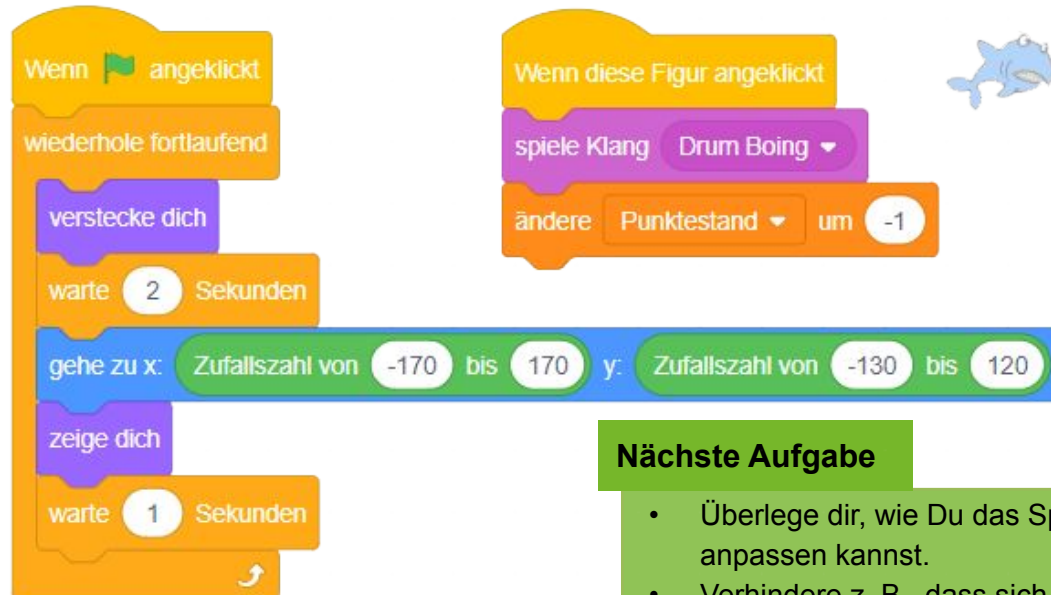 Wenn angeklickt
wiederhole fortlaufend
verstecke dich
warte 2 Sekunden
gehe zu x: Zufallszahl von -170 bis 170 y: Zufallszahl von -130 bis 120
zeige dich
warte 1 Sekunden
Wenn diese Figur angeklickt
spiele Klang Drum Boing
ändere Punktestand um -1
Nächste Aufgabe
• Überlege dir, wie Du das
anpassen kannst.